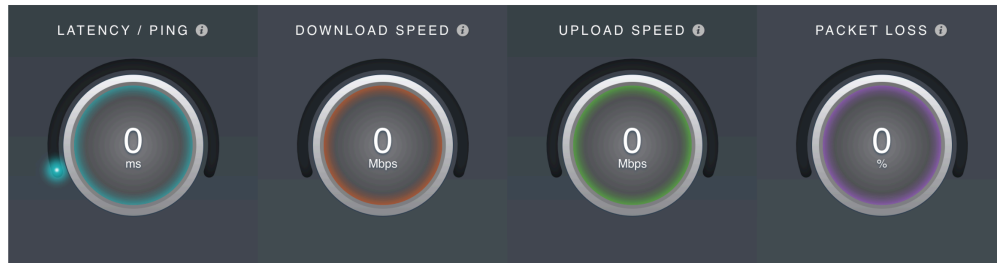 LATENCY / PING i
0
ms
DOWNLOAD SPEED i
0
Mbps
UPLOAD SPEED i
0
Mbps
PACKET LOSS i
0
%